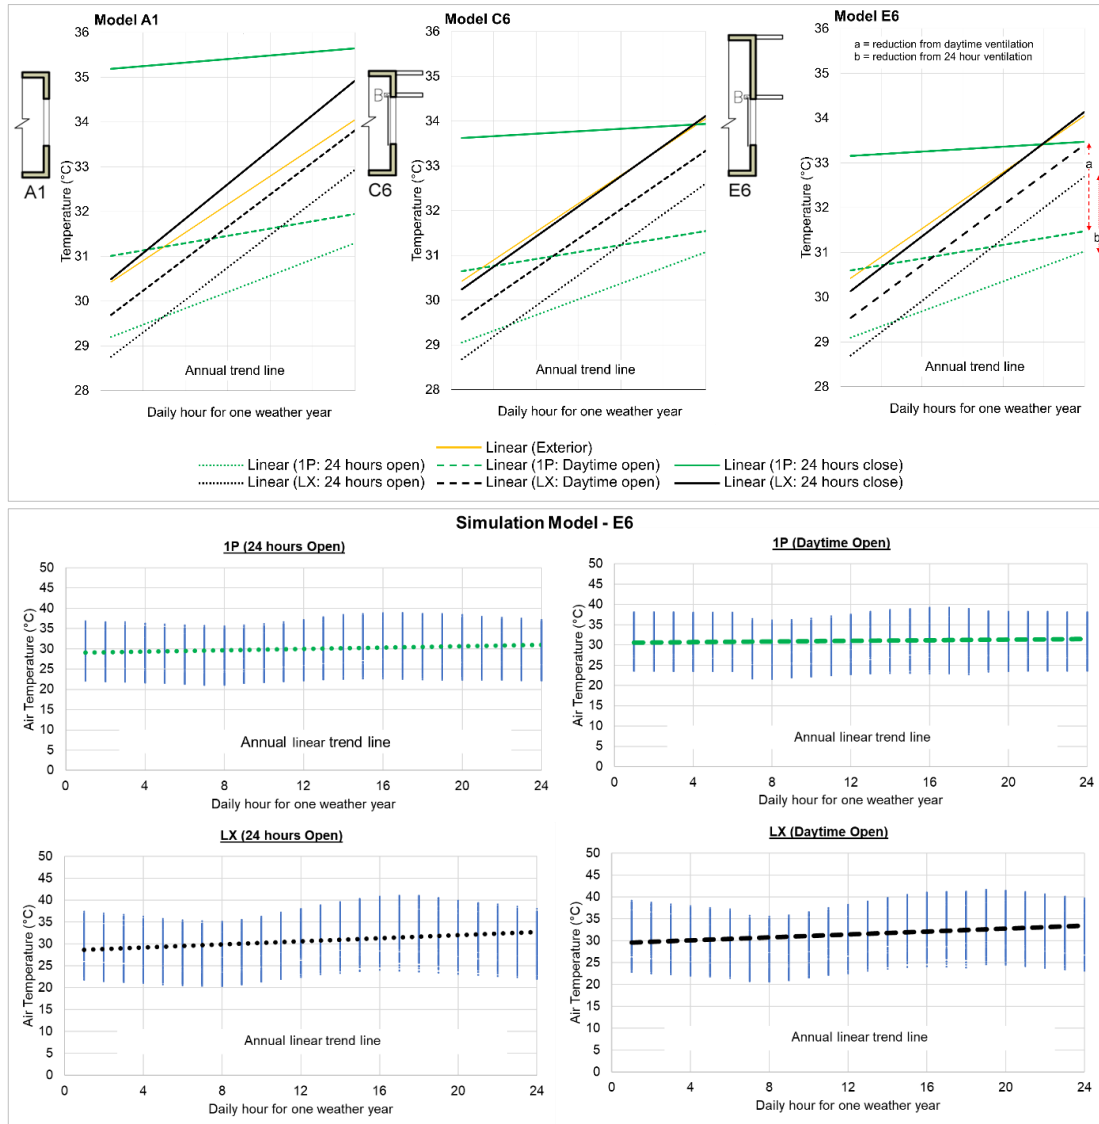 Model A1
36
35
34
33
32
31
30
29
28
Temperature (°C)
A1
Annual trend line
Daily hour for one weather year
Model C6
36
35
34
33
32
31
30
29
28
Temperature (°C)
B
C6
Annual trend line
Daily hour for one weather year
Model E6
36
35
34
33
32
31
30
29
28
Temperature (°C)
B
E6
a = reduction from daytime ventilation
b = reduction from 24 hour ventilation
a
b
Annual trend line
Daily hours for one weather year
Linear (Exterior)
Linear (1P: 24 hours open)
Linear (1P: Daytime open)
Linear (1P: 24 hours close)
Linear (LX: 24 hours open)
Linear (LX: Daytime open)
Linear (LX: 24 hours close)
Simulation Model - E6
1P (24 hours Open)
50
45
40
35
30
25
20
15
10
5
0
Air Temperature (°C)
Annual linear trend line
0 4 8 12 16 20 24
Daily hour for one weather year
1P (Daytime Open)
50
45
40
35
30
25
20
15
10
5
0
Air Temperature (°C)
Annual linear trend line
0 4 8 12 16 20 24
Daily hour for one weather year
LX (24 hours Open)
50
45
40
35
30
25
20
15
10
5
0
Air Temperature (°C)
Annual linear trend line
0 4 8 12 16 20 24
Daily hour for one weather year
LX (Daytime Open)
50
45
40
35
30
25
20
15
10
5
0
Air Temperature (°C)
Annual linear trend line
0 4 8 12 16 20 24
Daily hour for one weather year